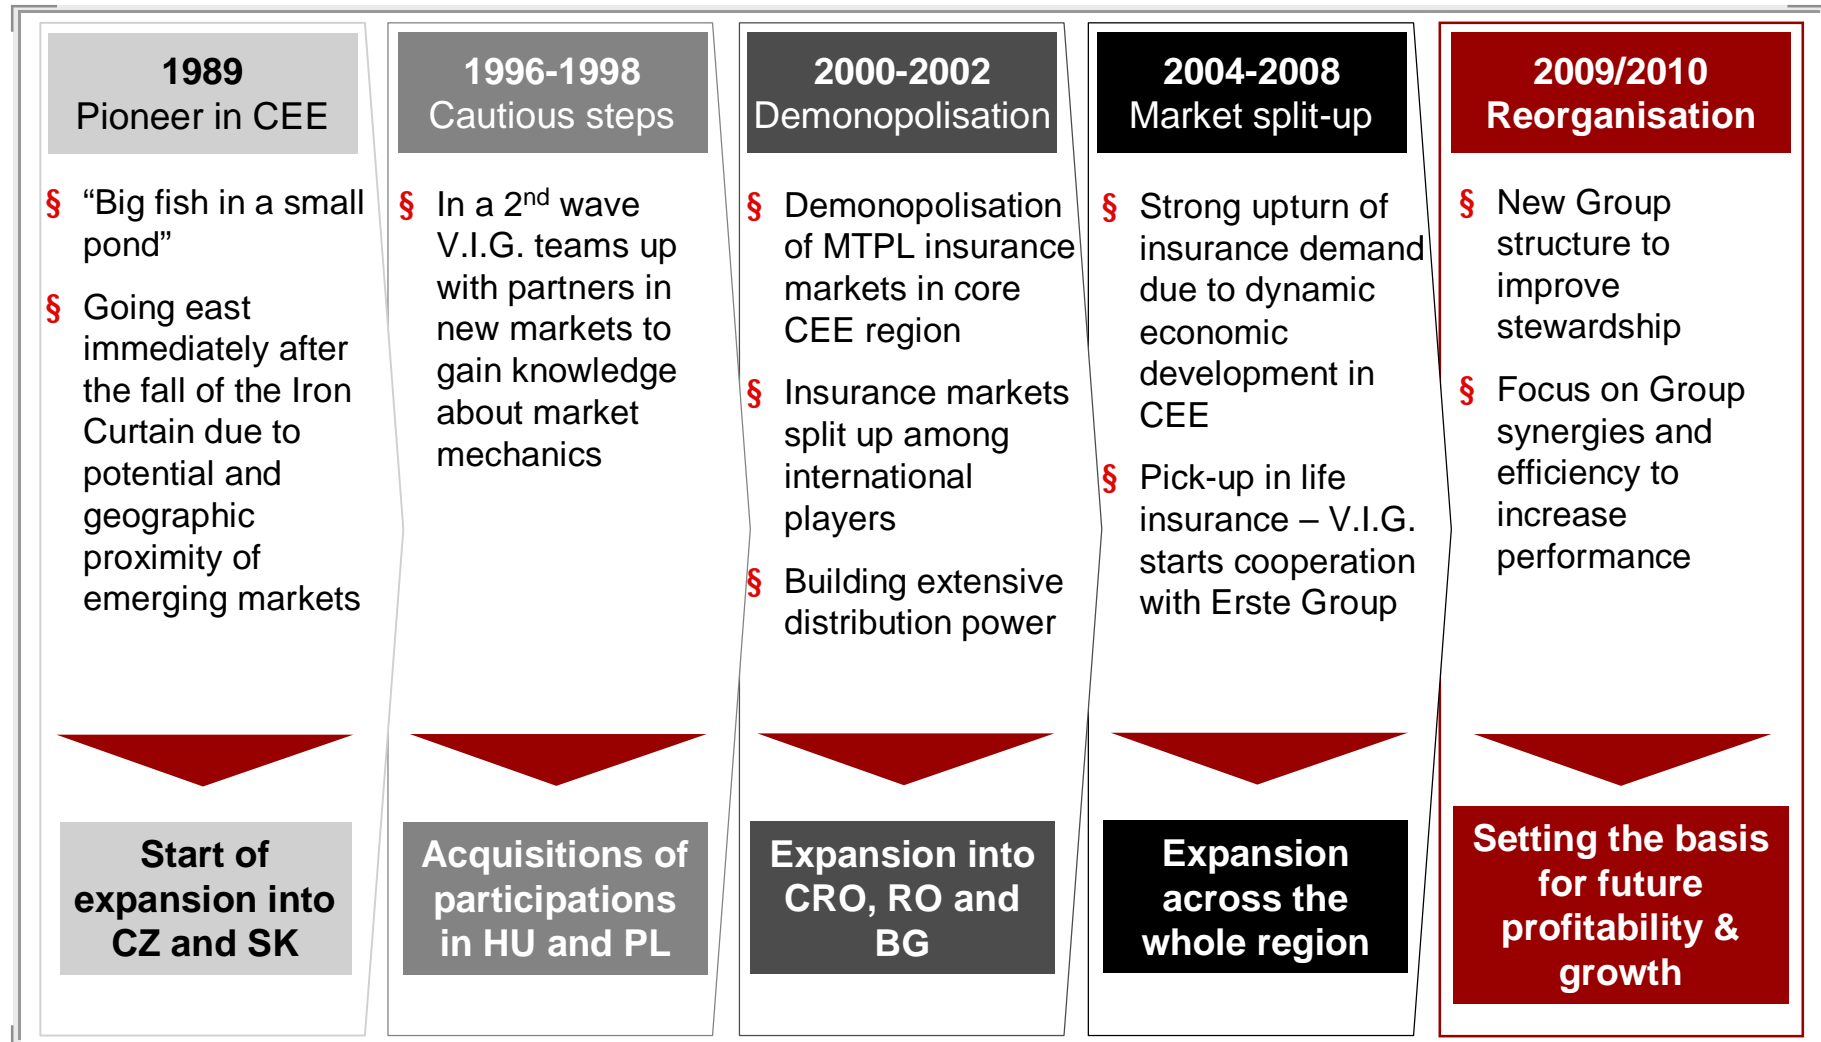 1989
Pioneer in CEE
§ “Big fish in a small
pond”
§ Going east
immediately after
the fall of the Iron
Curtain due to
potential and
geographic
proximity of
emerging markets
Start of
expansion into
CZ and SK
1996-1998
Cautious steps
§ In a 2nd wave
V.I.G. teams up
with partners in
new markets to
gain knowledge
about market
mechanics
Acquisitions of
participations
in HU and PL
2000-2002
Demonopolisation
§ Demonopolisation
of MTPL insurance
markets in core
CEE region
§ Insurance markets
split up among
international
players
§ Building extensive
distribution power
Expansion into
CRO, RO and
BG
2004-2008
Market split-up
§ Strong upturn of
insurance demand
due to dynamic
economic
development in
CEE
§ Pick-up in life
insurance – V.I.G.
starts cooperation
with Erste Group
Expansion
across the
whole region
2009/2010
Reorganisation
§ New Group
structure to
improve
stewardship
§ Focus on Group
synergies and
efficiency to
increase
performance
Setting the basis
for future
profitability &
growth